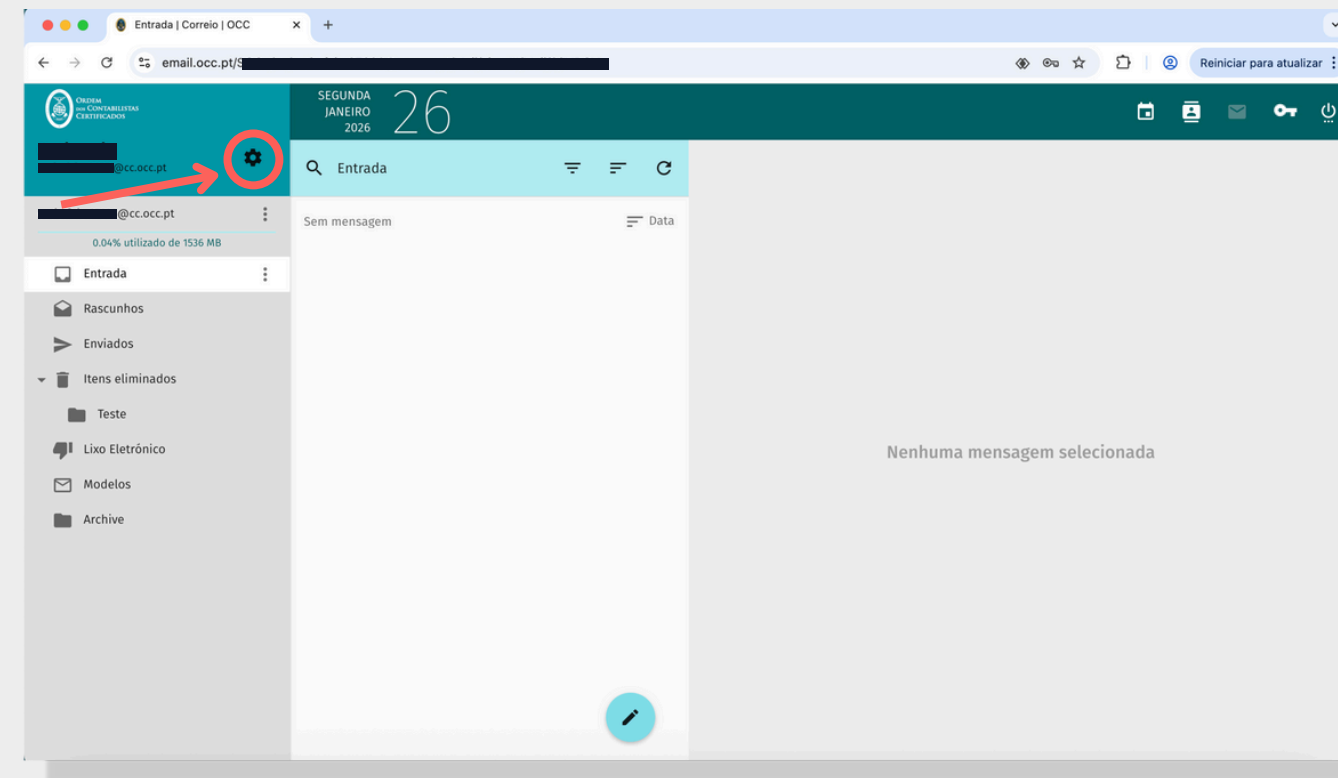 Entrada | Correio | OCC
email.occ.pt/S
Reiniciar para atualizar
ORDEM
DOS CONTABILISTAS
CERTIFICADOS
SEGUNDA
JANEIRO
2026
26
@cc.occ.pt
@cc.occ.pt
0.04% utilizado de 1536 MB
Entrada
Rascunhos
Enviados
Itens eliminados
Teste
Lixo Eletrónico
Modelos
Archive
Entrada
Sem mensagem
Data
Nenhuma mensagem selecionada